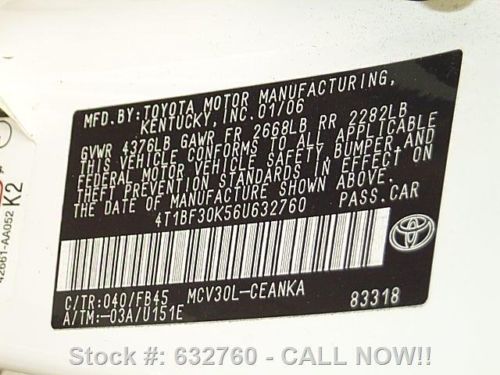 MFD.BY:TOYOTA MOTOR MANUFACTURING,
KENTUCKY,INC.01/06
GVWR 4376LB GAWR FR 2668LB RR 2282LB
THIS VEHICLE CONFORMS TO ALL APPLICABLE
FEDERAL MOTOR VEHICLE SAFETY,BUMPER,AND
THEFT PREVENTION STANDARDS IN EFFECT ON
THE DATE OF MANUFACTURE SHOWN ABOVE.
4T1BF30K56U632760 PASS.CAR
C/TR:040/FB45 MCV30L-CEANKA
A/TM:-03A/U151E 83318
K2
42661-AA052
Stock #: 632760 - CALL NOW!!